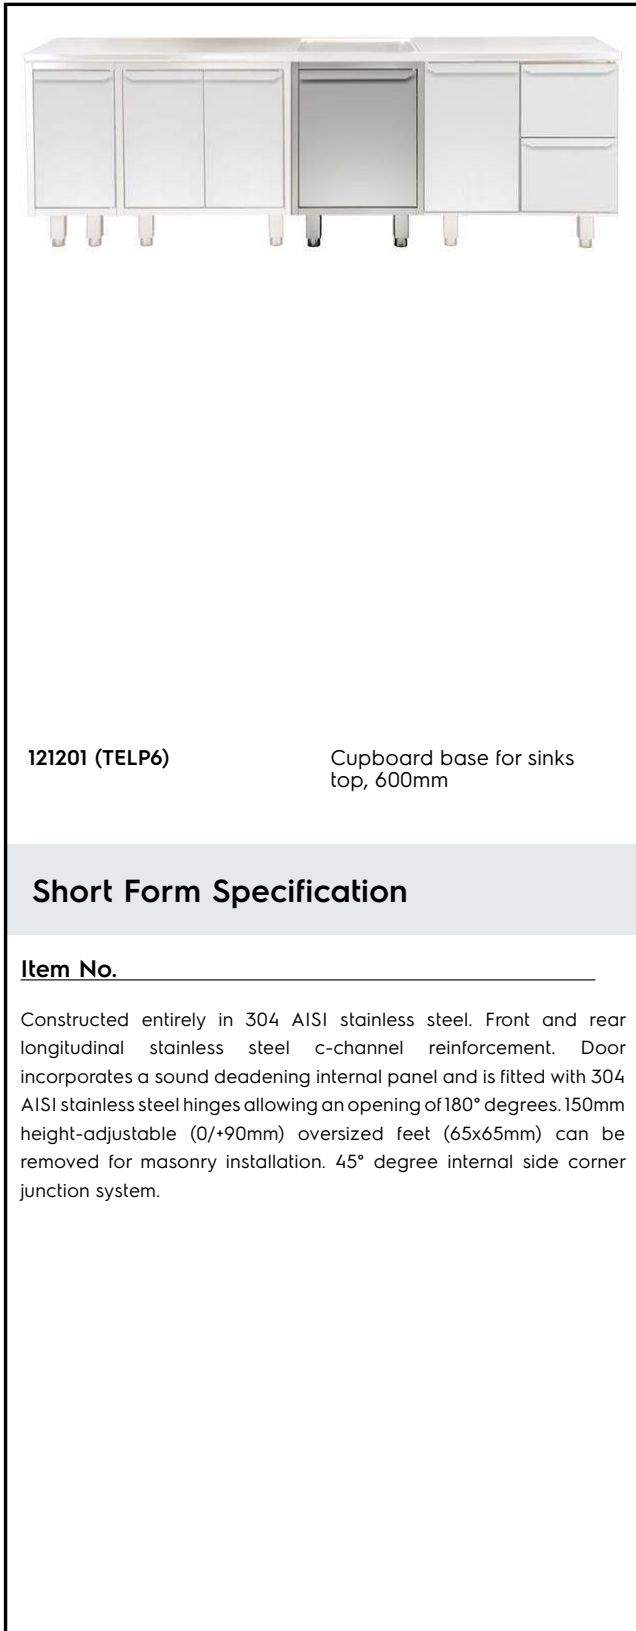 121201 (TELP6)
Cupboard base for sinks
top, 600mm
Short Form Specification
Item No.
Constructed entirely in 304 AISI stainless steel. Front and rear
longitudinal stainless steel c-channel reinforcement. Door
incorporates a sound deadening internal panel and is fitted with 304
AISI stainless steel hinges allowing an opening of 180° degrees. 150mm
height-adjustable (0/+90mm) oversized feet (65x65mm) can be
removed for masonry installation. 45° degree internal side corner
junction system.